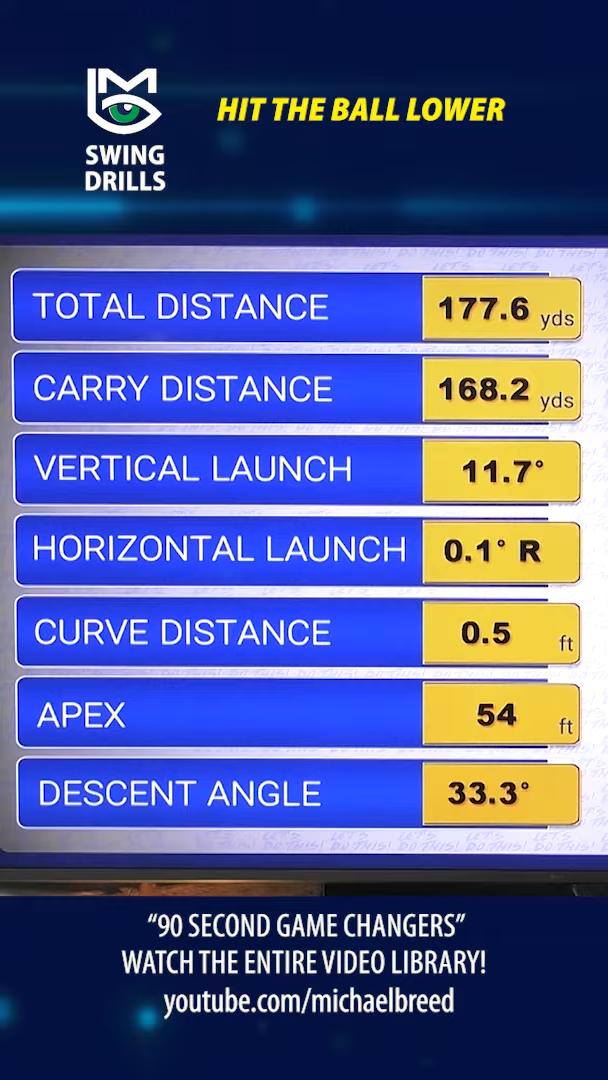 SWING
DRILLS
HIT THE BALL LOWER
TOTAL DISTANCE 177.6 yds
CARRY DISTANCE 168.2 yds
VERTICAL LAUNCH 11.7°
HORIZONTAL LAUNCH 0.1° R
CURVE DISTANCE 0.5 ft
APEX 54 ft
DESCENT ANGLE 33.3°
“90 SECOND GAME CHANGERS”
WATCH THE ENTIRE VIDEO LIBRARY!
youtube.com/michaelbreed